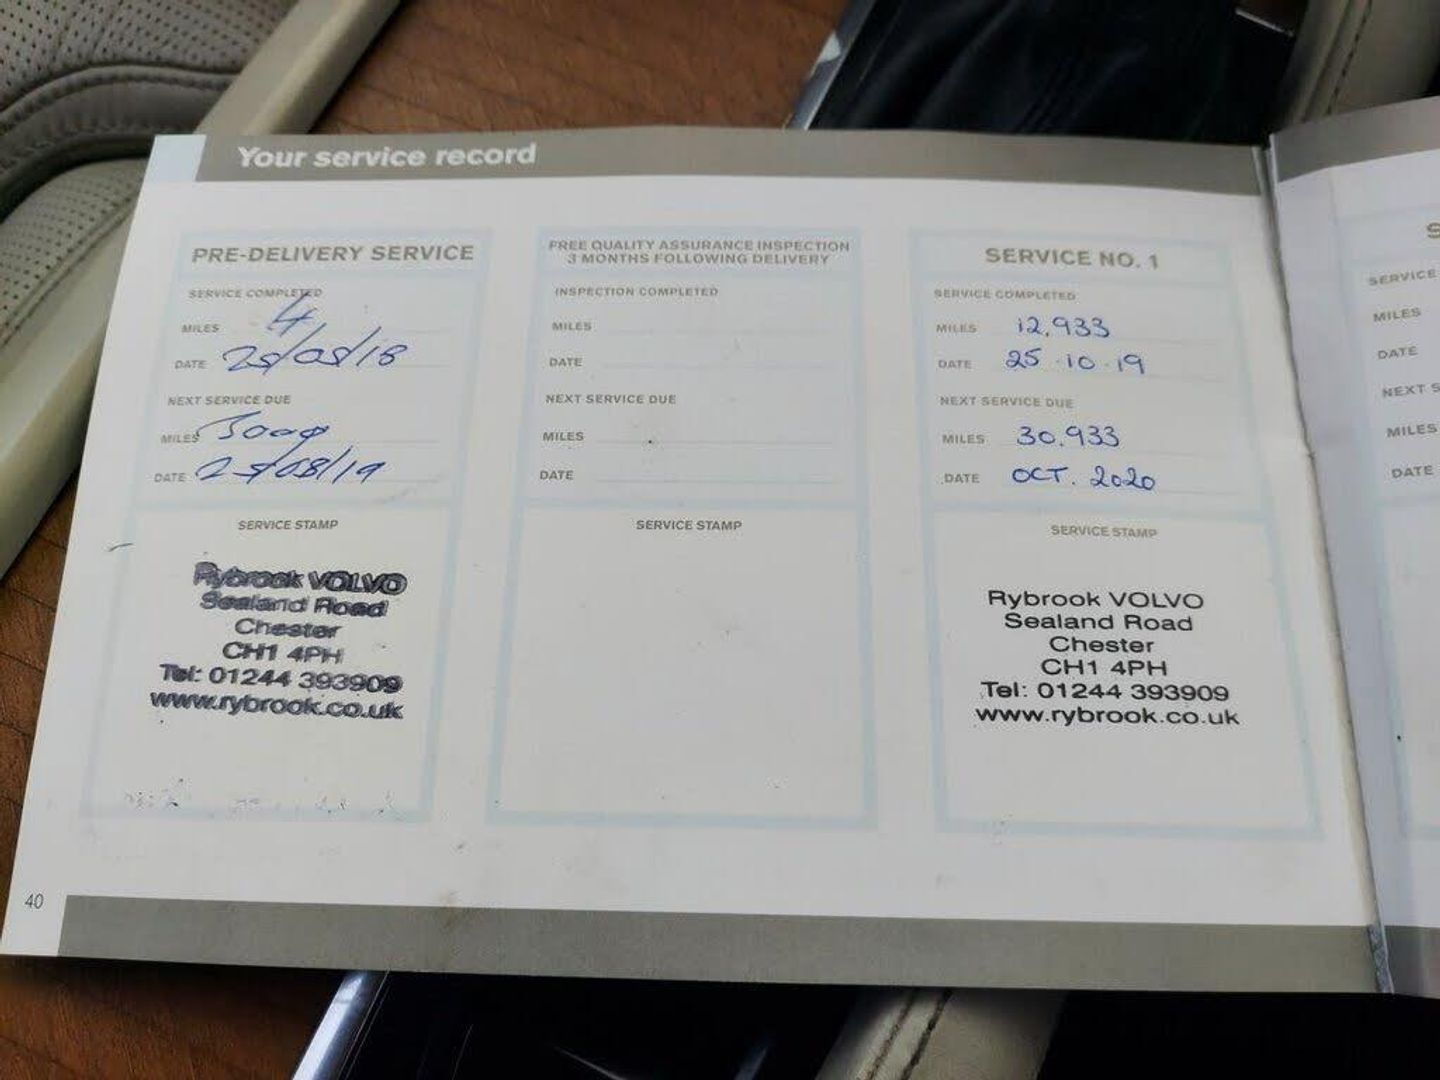 Your service record
PRE-DELIVERY SERVICE
SERVICE COMPLETED
MILES 4
DATE 25/05/18
NEXT SERVICE DUE
MILES
DATE 25/08/19
SERVICE STAMP
Rybrook VOLVO
Sealand Road
Chester
CH1 4PH
Tel: 01244 393909
www.rybrook.co.uk
FREE QUALITY ASSURANCE INSPECTION
3 MONTHS FOLLOWING DELIVERY
INSPECTION COMPLETED
MILES
DATE
NEXT SERVICE DUE
MILES
DATE
SERVICE STAMP
SERVICE NO. 1
SERVICE COMPLETED
MILES 12,933
DATE 25.10.19
NEXT SERVICE DUE
MILES 30,933
DATE OCT. 2020
SERVICE STAMP
Rybrook VOLVO
Sealand Road
Chester
CH1 4PH
Tel: 01244 393909
www.rybrook.co.uk
40
S
SERVICE
MILES
DATE
NEXT S
MILES
DATE